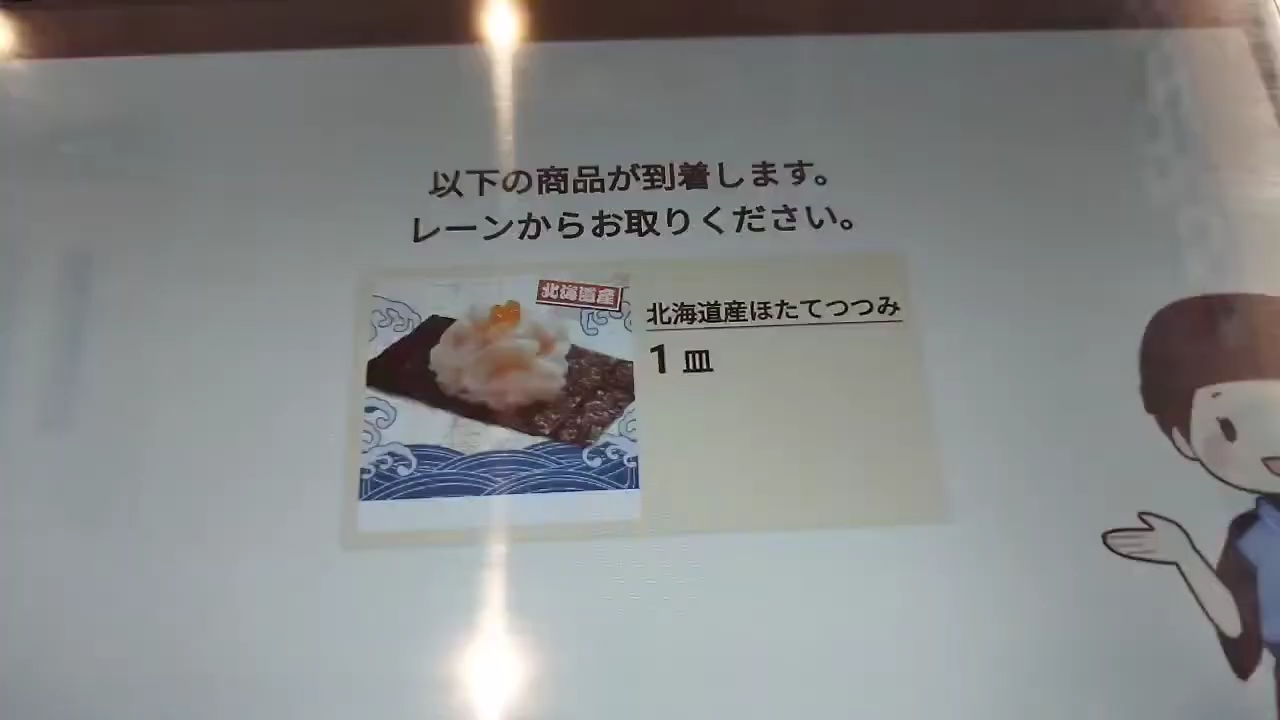 以下の商品が到着します。
レーンからお取りください。
北海道産
北海道産ほたてつつみ
1 皿